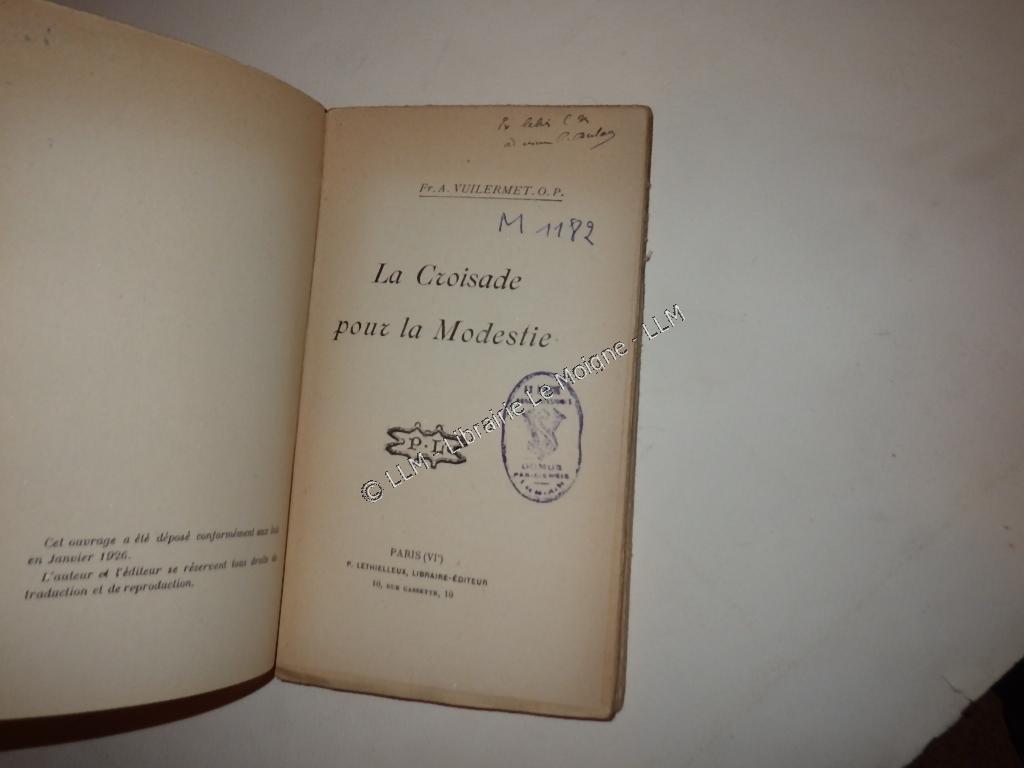 Cet ouvrage a été déposé conformément aux lois
en Janvier 1926.
L'auteur et l'éditeur se réservent tous droits de
traduction et de reproduction.
Fr. A. VUILERMET. O. P.
M 1182
La Croisade
pour la Modestie
P. L.
DOMUS
PARIS (VIᵉ)
P. LETHIELLEUX, LIBRAIRE-ÉDITEUR
10, RUE CASSETTE, 10
© LLM - Librairie Le Moigne - LLM